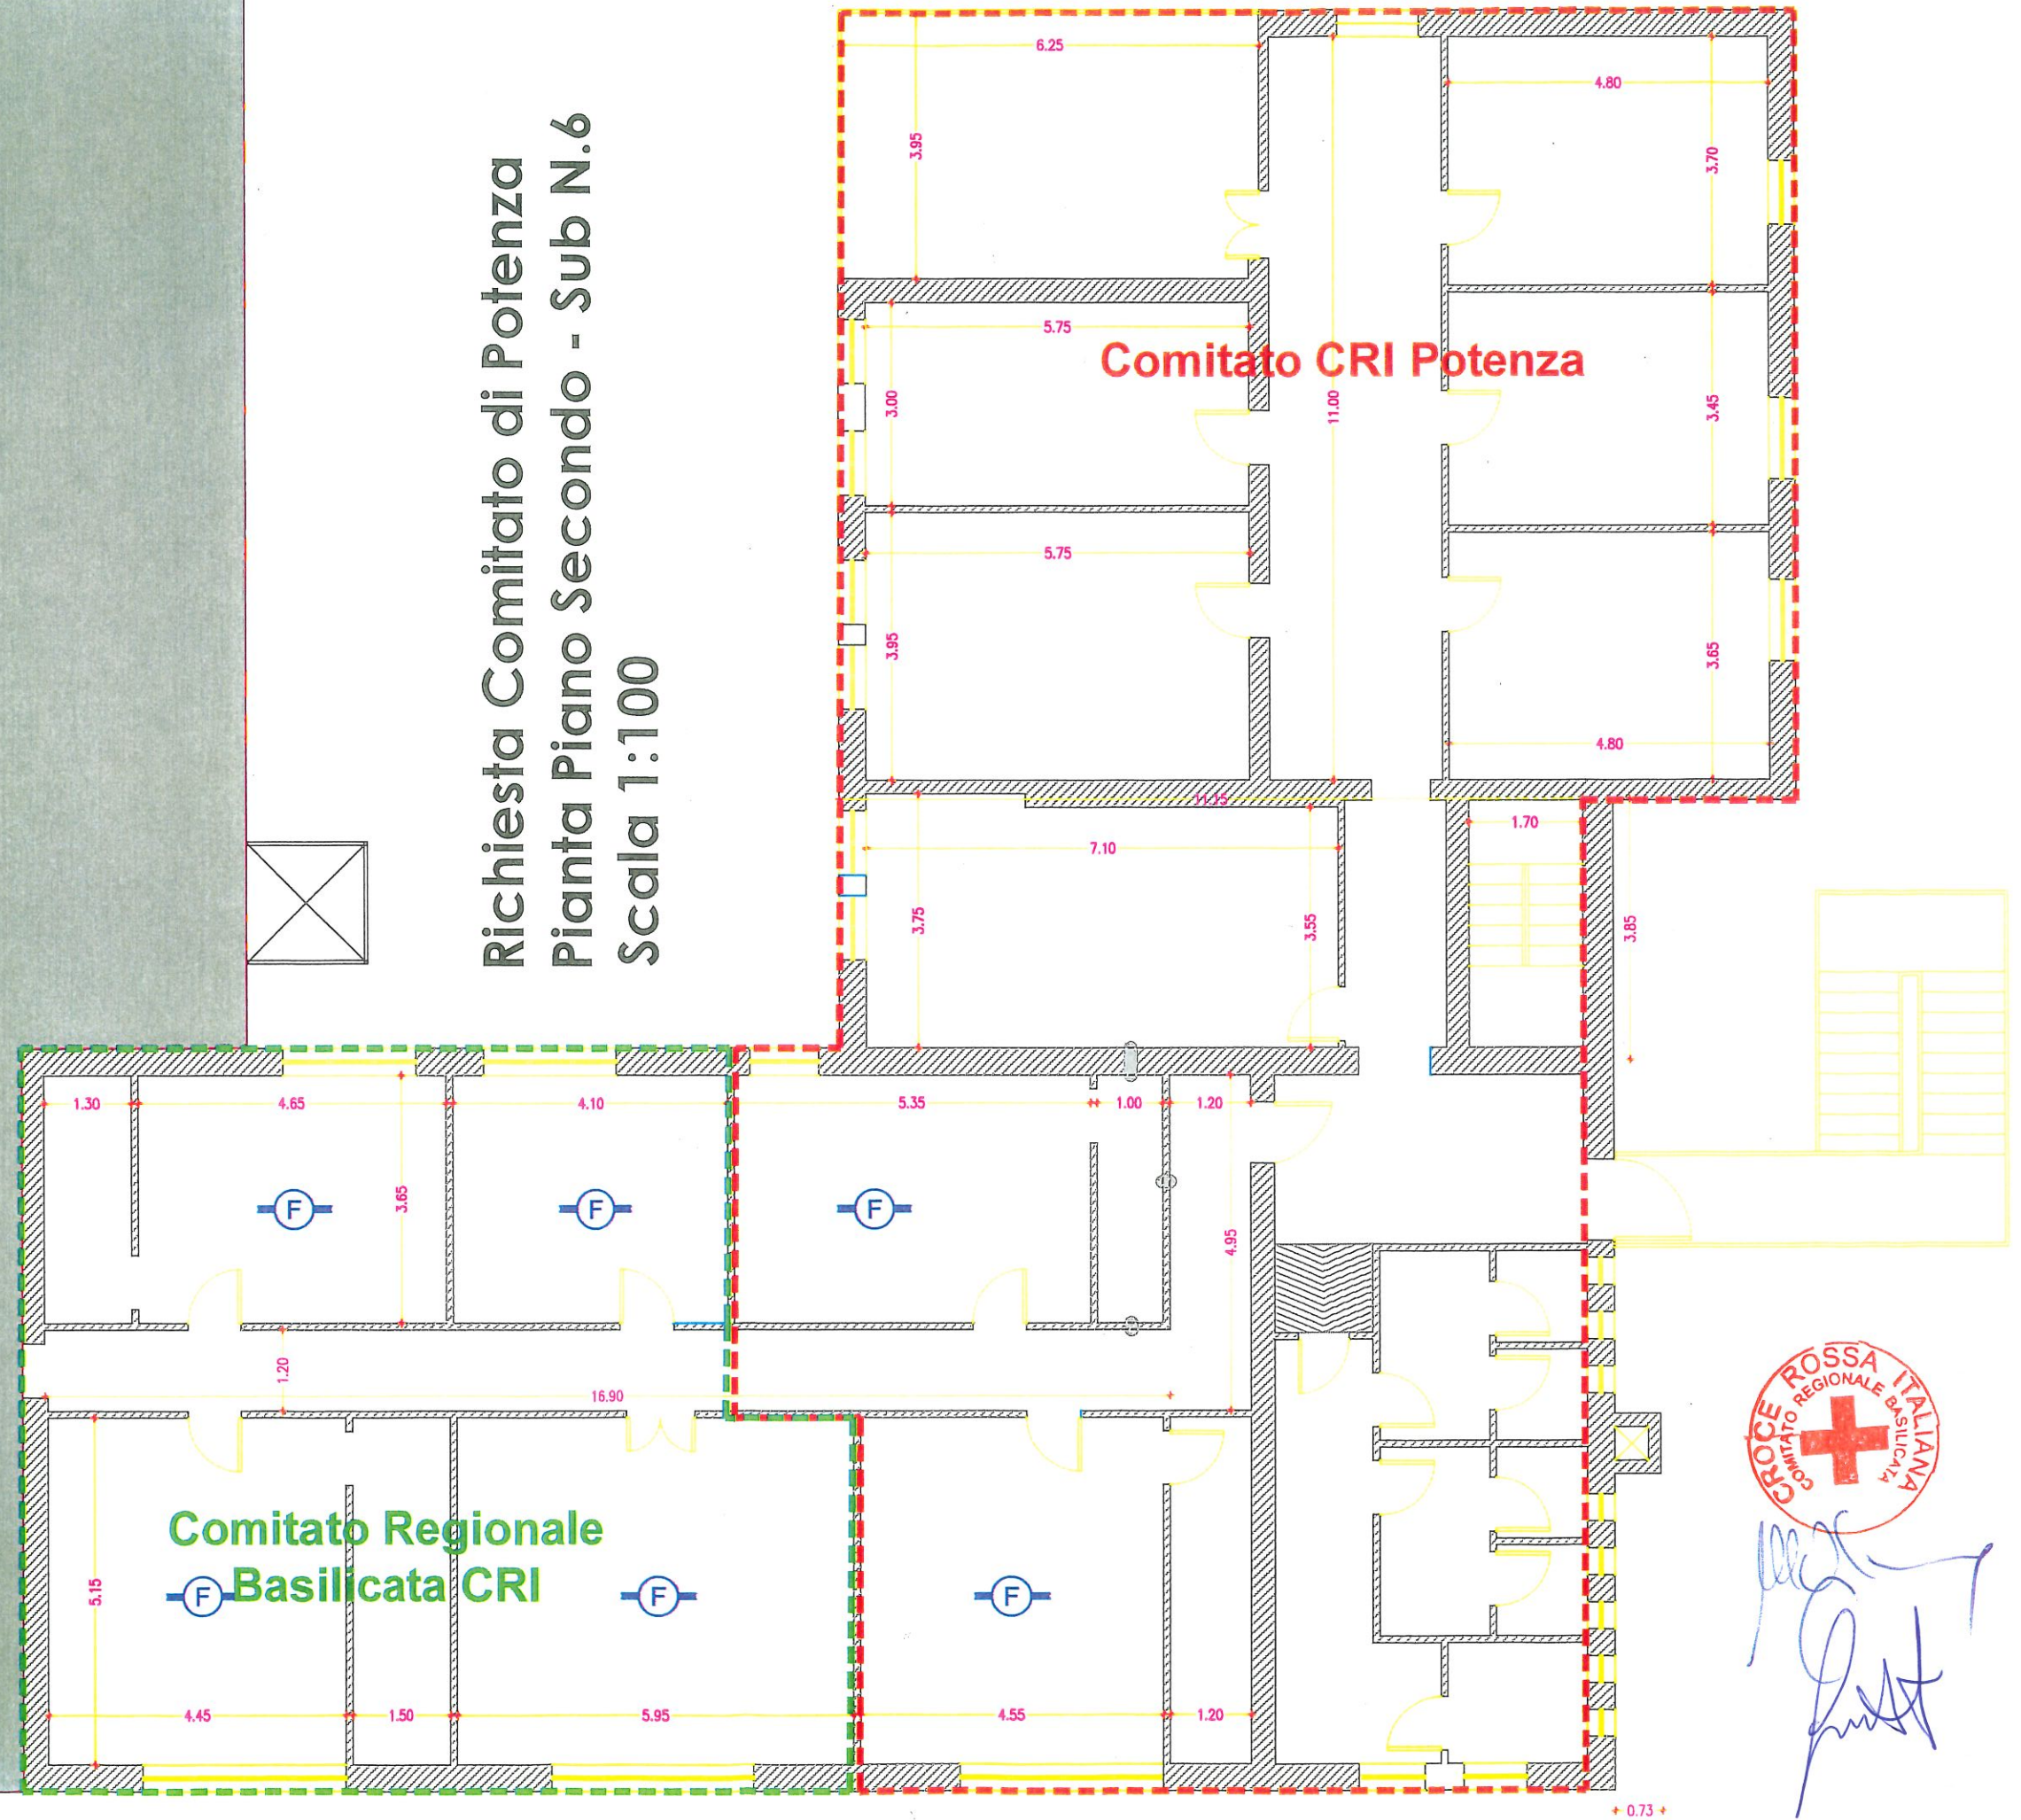 Richiesta Comitato di Potenza
Pianta Piano Secondo - Sub N.6
Scala 1:100
6.25
4.80
3.95
3.70
5.75
Comitato CRI Potenza
3.00
11.00
3.45
5.75
3.95
3.65
4.80
11.15
1.70
7.10
3.75
3.55
3.85
1.30
4.65
4.10
5.35
1.00
1.20
3.65
F
F
F
4.95
1.20
16.90
CROCE ROSSA ITALIANA
COMITATO REGIONALE BASILICATA
Comitato Regionale
Basilicata CRI
5.15
F
F
F
4.45
1.50
5.95
4.55
1.20
0.73